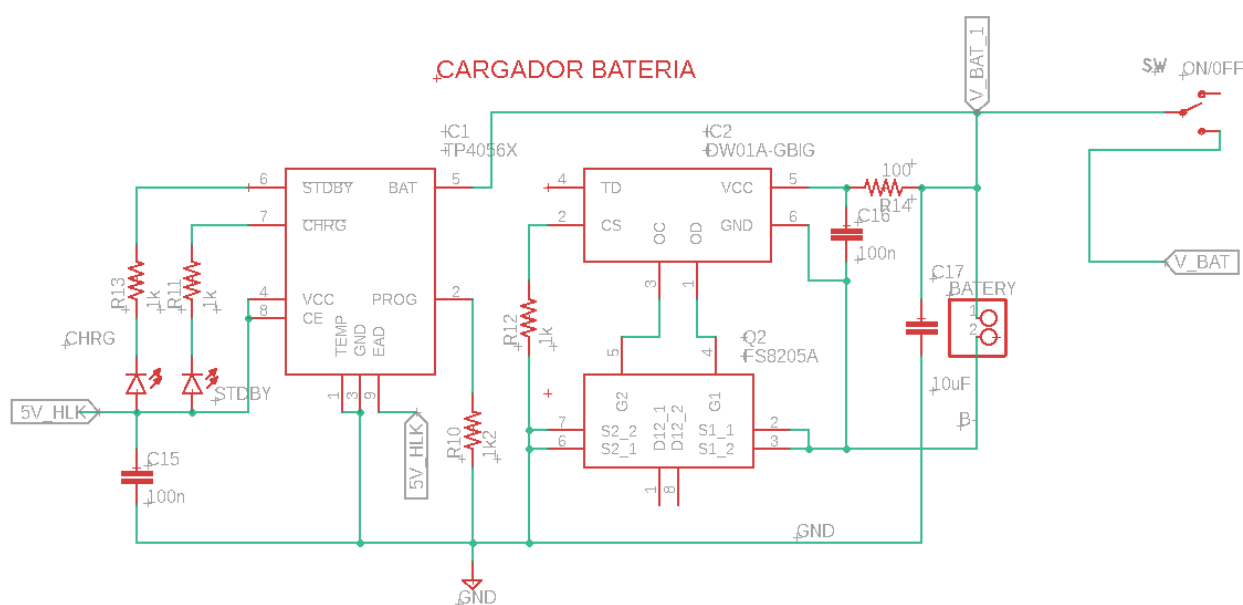 CARGADOR BATERIA
V_BAT_1
SW ON/OFF
V_BAT
C1
TP4056X
6 STDBY BAT 5
7 CHRG
4 VCC PROG 2
8 CE
TEMP GND EAD
1 3 9
R13 1k
R11 1k
CHRG
STDBY
5V_HLK
C15
100n
5V_HLK
R10 1k2
C2
DW01A-GBIG
4 TD VCC 5
2 CS GND 6
OC OD
3 1
100
R14
C16
100n
R12 1k
Q2
FS8205A
5 4
G2 G1
7 S2_2 S1_1 2
6 S2_1 S1_2 3
D12_1 D12_2
1 8
C17
10uF
BATERY
1
2
B-
GND
GND